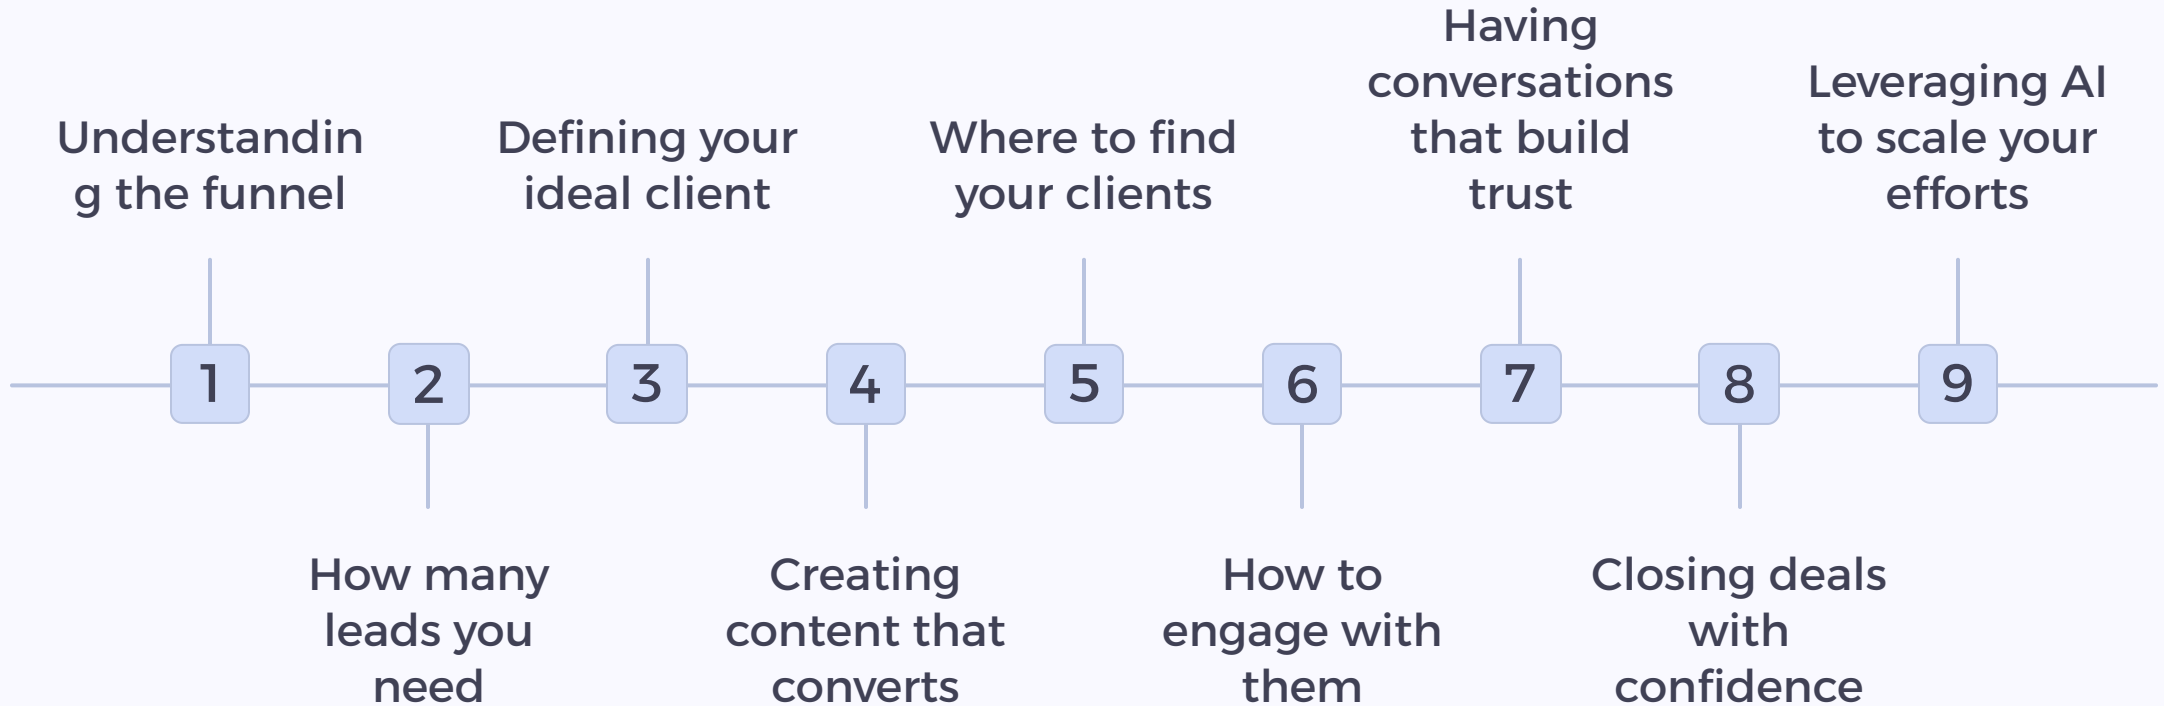 Understandin
g the funnel
Defining your
ideal client
Where to find
your clients
Having
conversations
that build
trust
Leveraging AI
to scale your
efforts
1
2
3
4
5
6
7
8
9
How many
leads you
need
Creating
content that
converts
How to
engage with
them
Closing deals
with
confidence